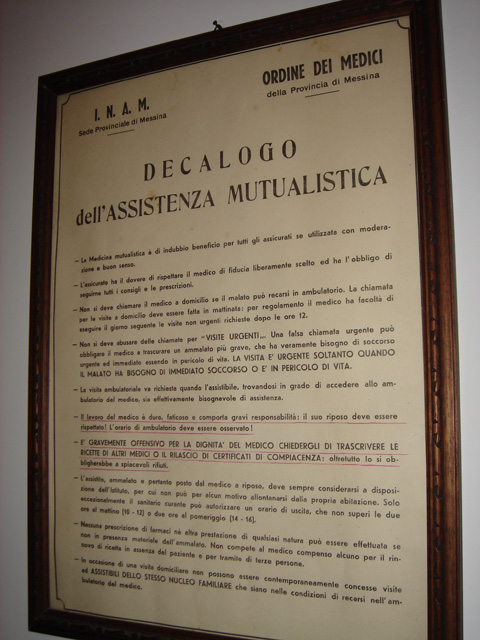 I. N. A. M.
Sede Provinciale di Messina
ORDINE DEI MEDICI
della Provincia di Messina
DECALOGO
dell'ASSISTENZA MUTUALISTICA
— La Medicina mutualistica è di indubbio beneficio per tutti gli assicurati se utilizzata con modera-
zione e buon senso.
— L'assicurato ha il dovere di rispettare il medico di fiducia liberamente scelto ed ha l'obbligo di
seguirne tutti i consigli e le prescrizioni.
— Non si deve chiamare il medico a domicilio se il malato può recarsi in ambulatorio. La chiamata
per le visite a domicilio deve essere fatta in mattinata: per regolamento il medico ha facoltà di
eseguire il giorno seguente le visite non urgenti richieste dopo le ore 12.
— Non si deve abusare delle chiamate per "VISITE URGENTI„. Una falsa chiamata urgente può
obbligare il medico a trascurare un ammalato più grave, che ha veramente bisogno di soccorso
urgente ed immediato essendo in pericolo di vita. LA VISITA È URGENTE SOLTANTO QUANDO
IL MALATO HA BISOGNO DI IMMEDIATO SOCCORSO O E' IN PERICOLO DI VITA.
— La visita ambulatoriale va richiesta quando l'assistibile, trovandosi in grado di accedere allo am-
bulatorio del medico, sia effettivamente bisognevole di assistenza.
— Il lavoro del medico è duro, faticoso e comporta gravi responsabilità: il suo riposo deve essere
rispettato! L'orario di ambulatorio deve essere osservato!
— E' GRAVEMENTE OFFENSIVO PER LA DIGNITA' DEL MEDICO CHIEDERGLI DI TRASCRIVERE LE
RICETTE DI ALTRI MEDICI O IL RILASCIO DI CERTIFICATI DI COMPIACENZA: oltretutto lo si ob-
bligherebbe a spiacevoli rifiuti.
— L'assistito, ammalato e pertanto posto dal medico a riposo, deve sempre considerarsi a disposi-
zione dell'Istituto, per cui non può per alcun motivo allontanarsi dalla propria abitazione. Solo
eccezionalmente il sanitario curante può autorizzare un orario di uscita, che non superi le due
ore al mattino (10 - 12) o due ore al pomeriggio (14 - 16).
— Nessuna prescrizione di farmaci nè altra prestazione di qualsiasi natura può essere effettuata se
non in presenza materiale dell'ammalato. Non compete al medico compenso alcuno per il rin-
novo di ricette in assenza del paziente e per tramite di terze persone.
— In occasione di una visita domiciliare non possono essere contemporaneamente concesse visite
ad ASSISTIBILI DELLO STESSO NUCLEO FAMILIARE che siano nelle condizioni di recarsi nell'am-
bulatorio del medico.